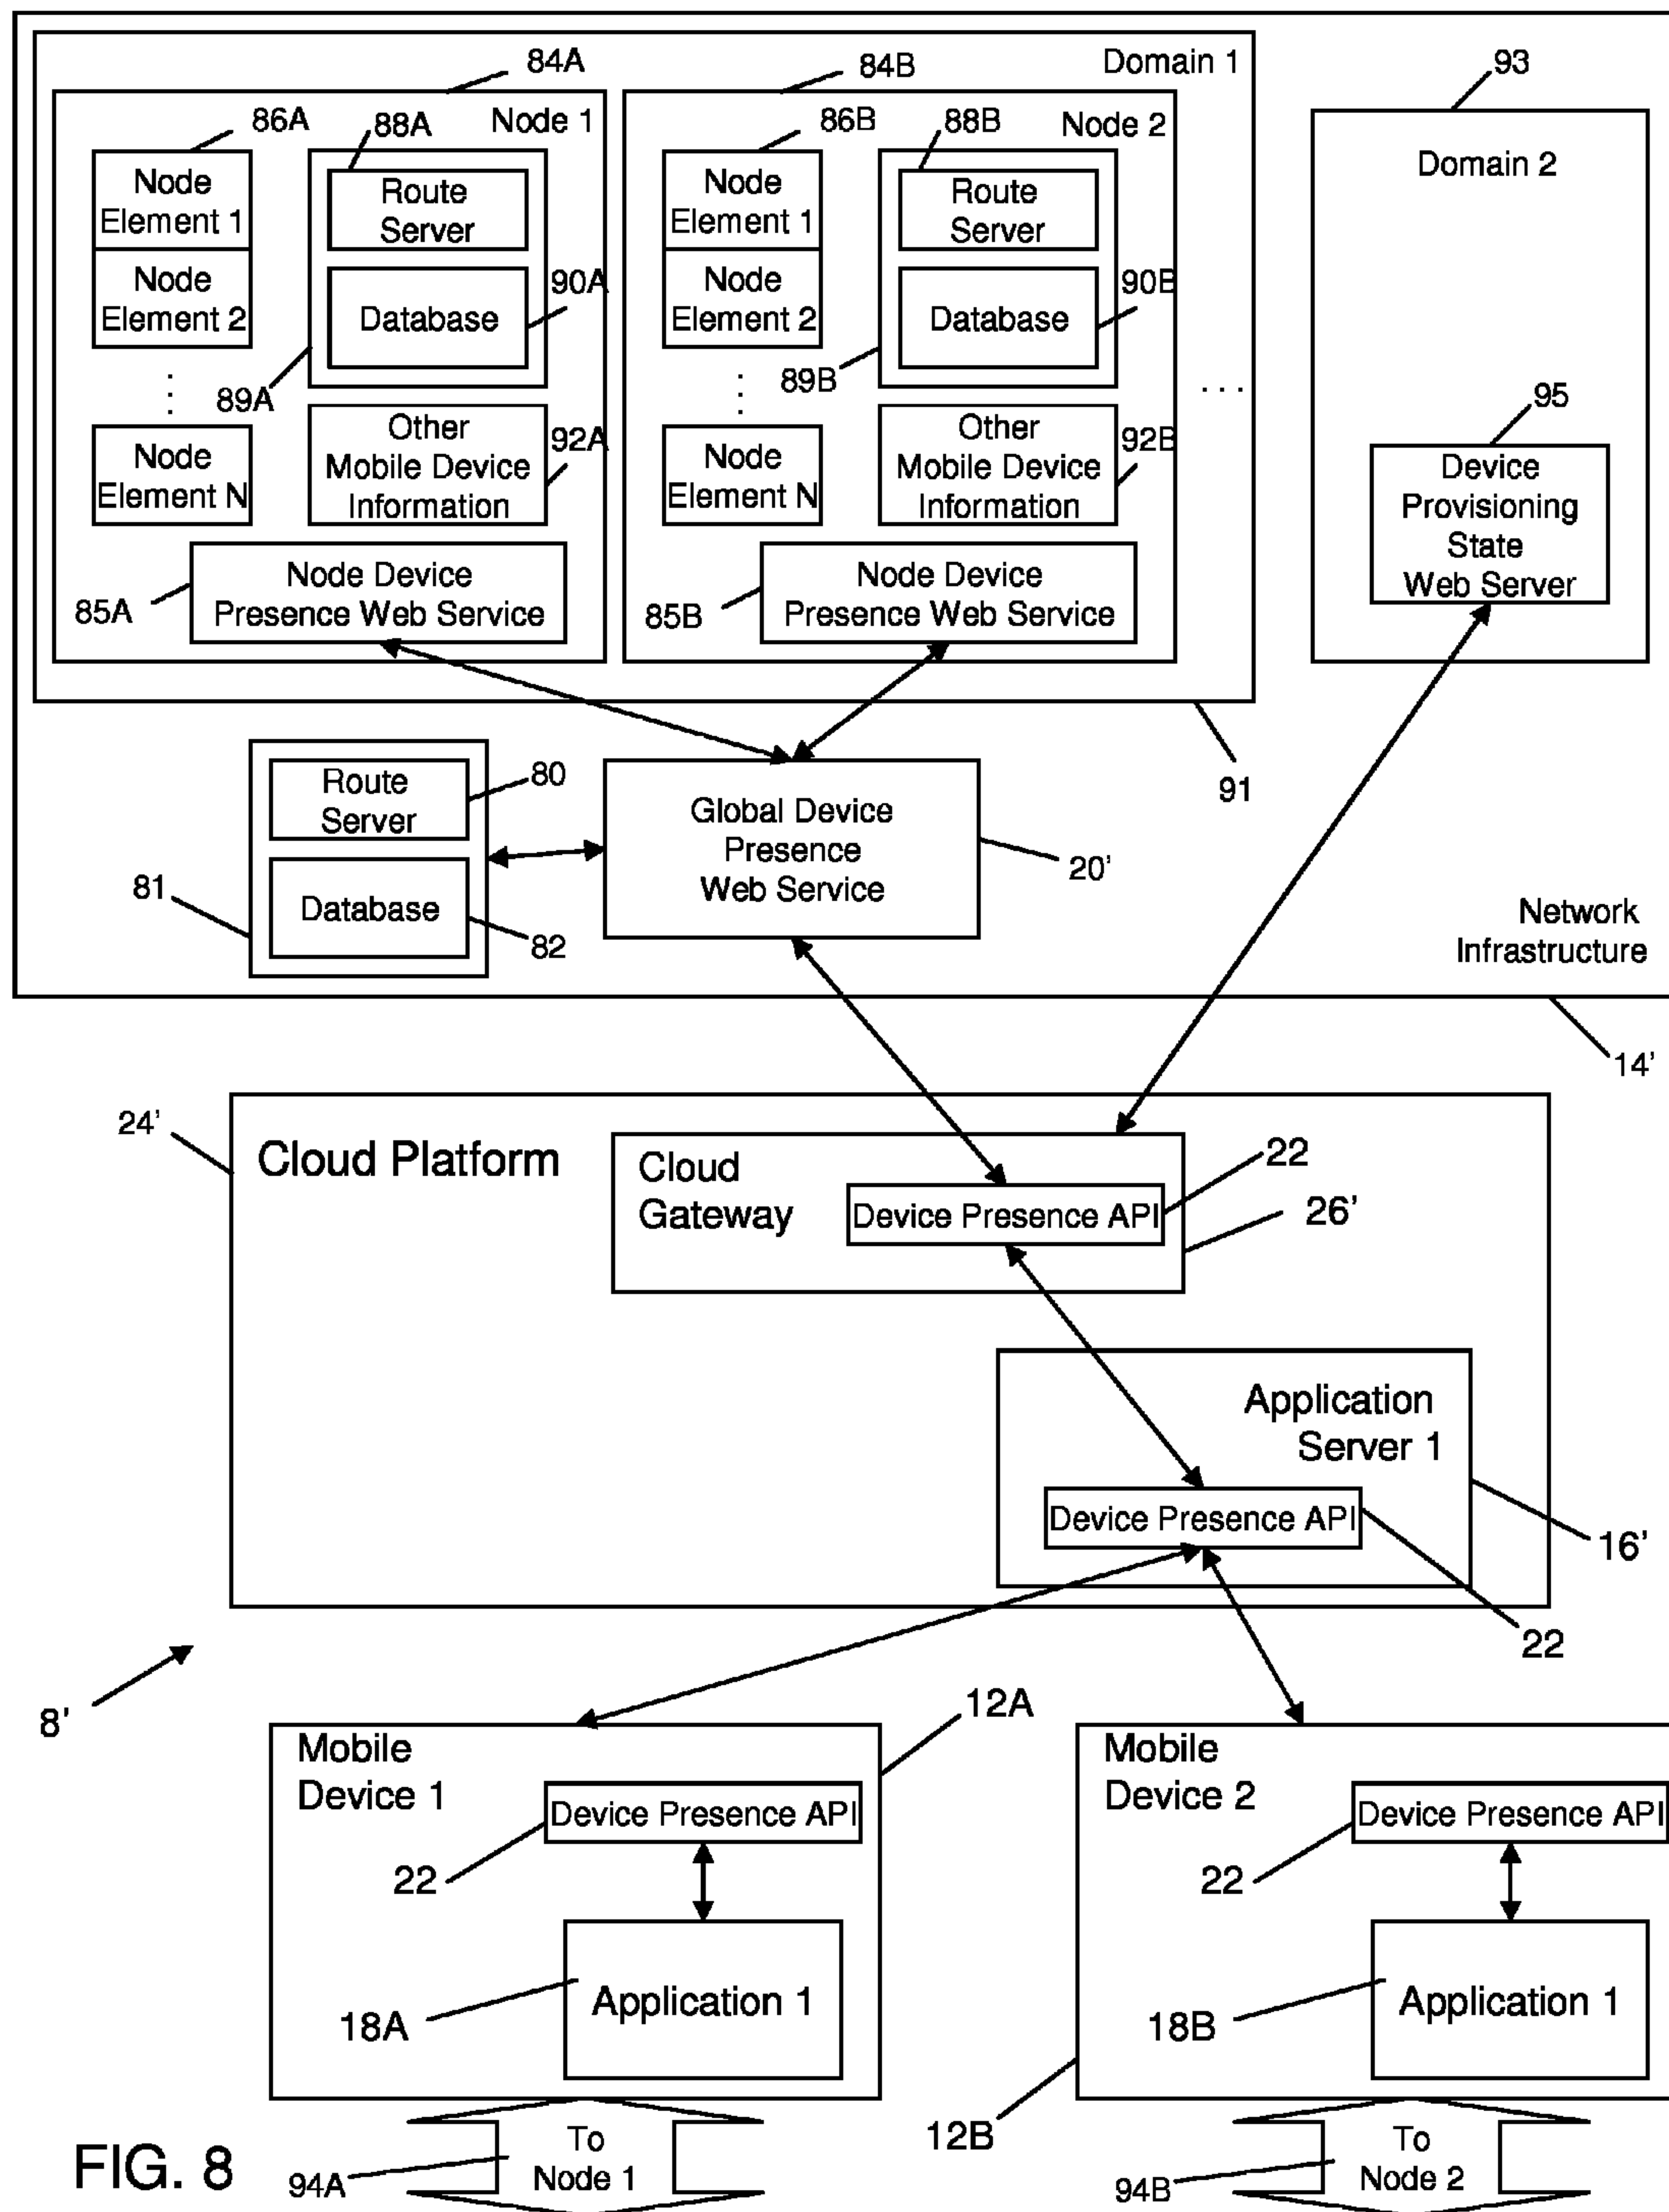 84A
84B
Domain 1
93
86A
88A
Node 1
86B
88B
Node 2
Node
Element 1
Route
Server
Node
Element 1
Route
Server
Domain 2
Node
Element 2
Database
90A
Node
Element 2
Database
90B
⋮
89A
⋮
89B
. . .
95
Node
Element N
Other
Mobile Device
Information
92A
Node
Element N
Other
Mobile Device
Information
92B
Device
Provisioning
State
Web Server
85A
Node Device
Presence Web Service
85B
Node Device
Presence Web Service
91
Route
Server
80
Global Device
Presence
Web Service
20'
81
Database
82
Network
Infrastructure
14'
24'
Cloud Platform
Cloud
Gateway
Device Presence API
22
26'
Application
Server 1
Device Presence API
16'
22
8'
12A
Mobile
Device 1
Device Presence API
22
Application 1
18A
Mobile
Device 2
Device Presence API
22
Application 1
18B
12B
FIG. 8
94A
To
Node 1
94B
To
Node 2